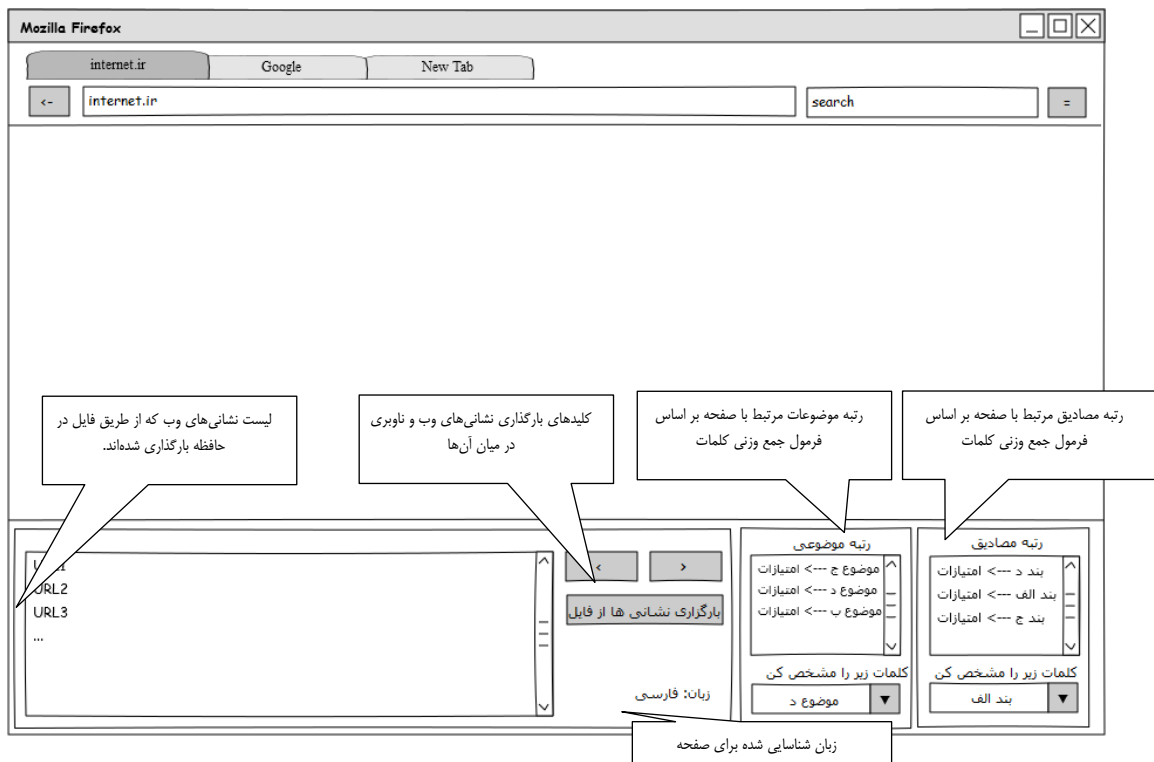 Mozilla Firefox
internet.ir
Google
New Tab
<-
internet.ir
search
=
رتبه مصادیق مرتبط با صفحه بر اساس
فرمول جمع وزنی کلمات
رتبه موضوعات مرتبط با صفحه بر اساس
فرمول جمع وزنی کلمات
کلیدهای بارگذاری نشانی‌های وب و ناوبری
در میان آن‌ها
لیست نشانی‌های وب که از طریق فایل در
حافظه بارگذاری شده‌اند.
رتبه مصادیق
بند د ---> امتیازات
بند الف ---> امتیازات
بند ج ---> امتیازات
کلمات زیر را مشخص کن
بند الف
رتبه موضوعی
موضوع ج ---> امتیازات
موضوع د ---> امتیازات
موضوع ب ---> امتیازات
کلمات زیر را مشخص کن
موضوع د
<
>
بارگزاری نشانی ها از فایل
زبان: فارسی
URL2
URL3
...
زبان شناسایی شده برای صفحه